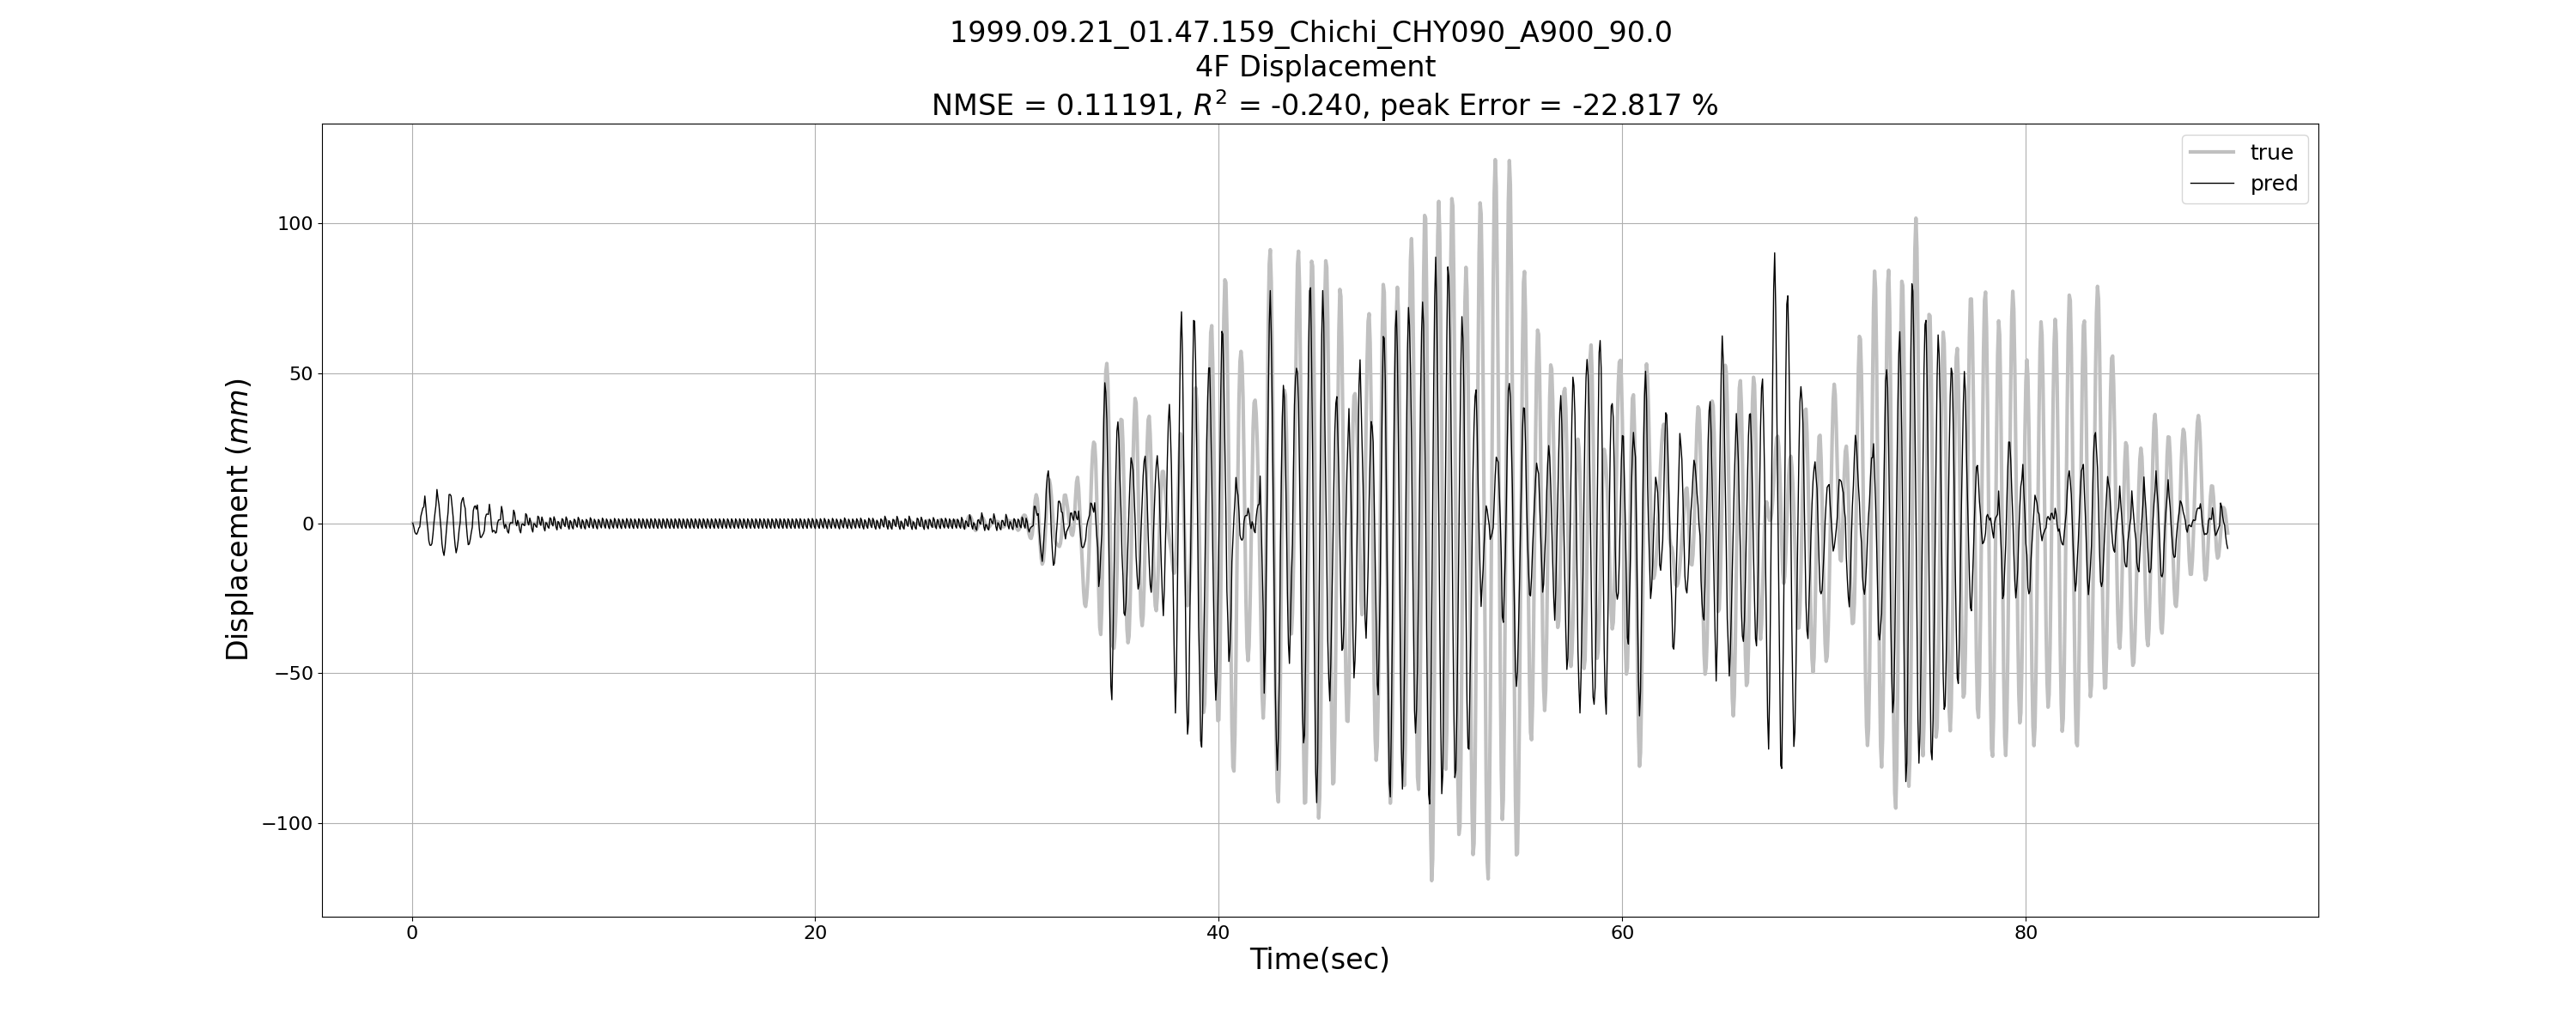 1999.09.21_01.47.159_Chichi_CHY090_A900_90.0
4F Displacement
NMSE = 0.11191, R² = -0.240, peak Error = -22.817 %
true
pred
100
50
0
−50
−100
Displacement (mm)
0 20 40 60 80
Time(sec)